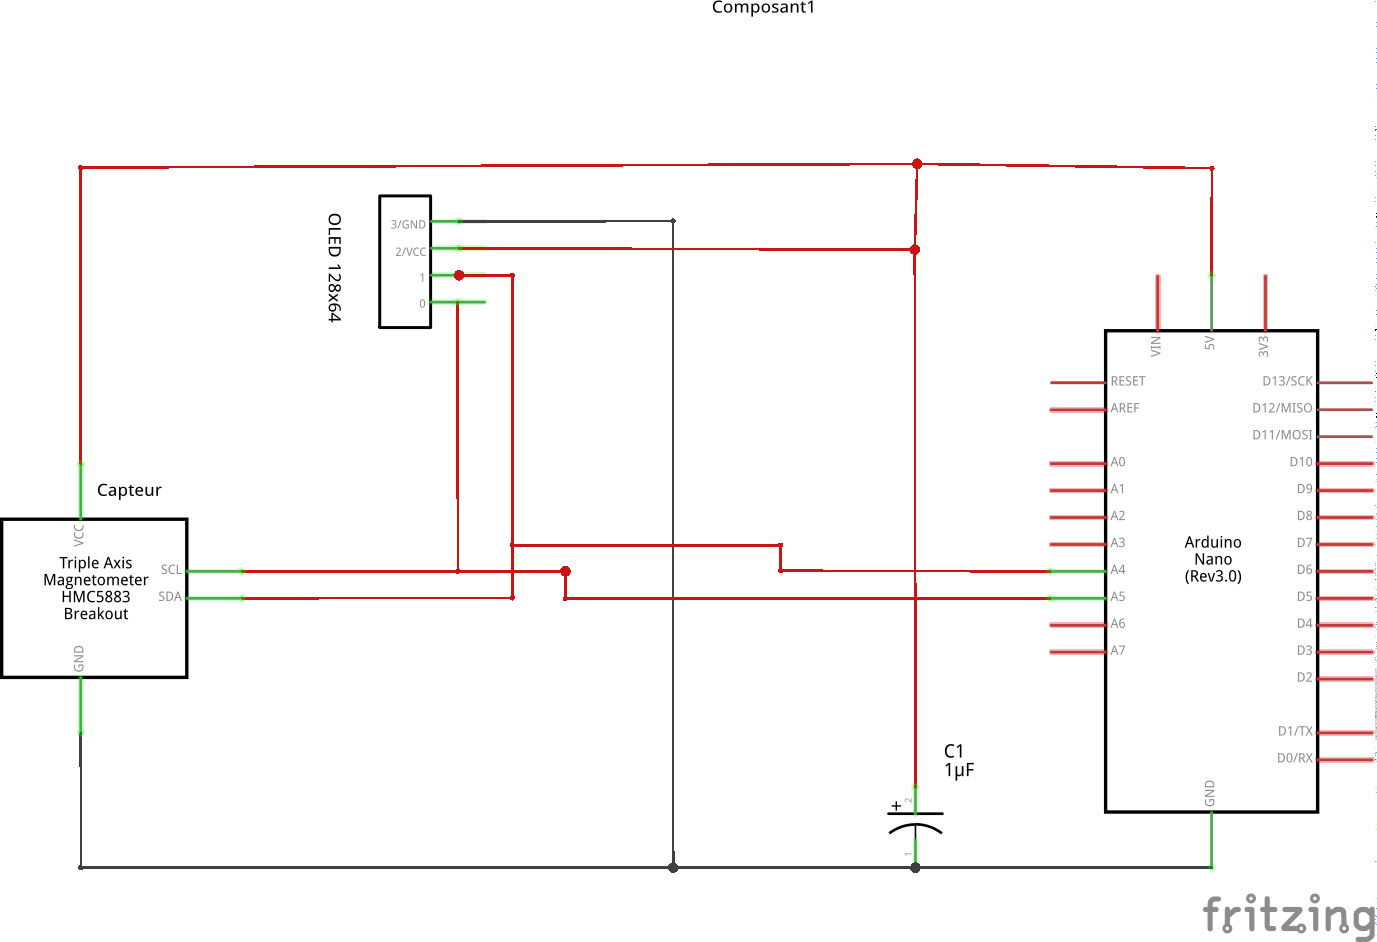 Composant1
OLED 128x64
3/GND
2/VCC
1
0
Capteur
VCC
Triple Axis
Magnetometer
HMC5883
Breakout
SCL
SDA
GND
C1
1µF
+
2
1
VIN
5V
3V3
RESET
AREF
A0
A1
A2
A3
A4
A5
A6
A7
Arduino
Nano
(Rev3.0)
D13/SCK
D12/MISO
D11/MOSI
D10
D9
D8
D7
D6
D5
D4
D3
D2
D1/TX
D0/RX
GND
fritzing